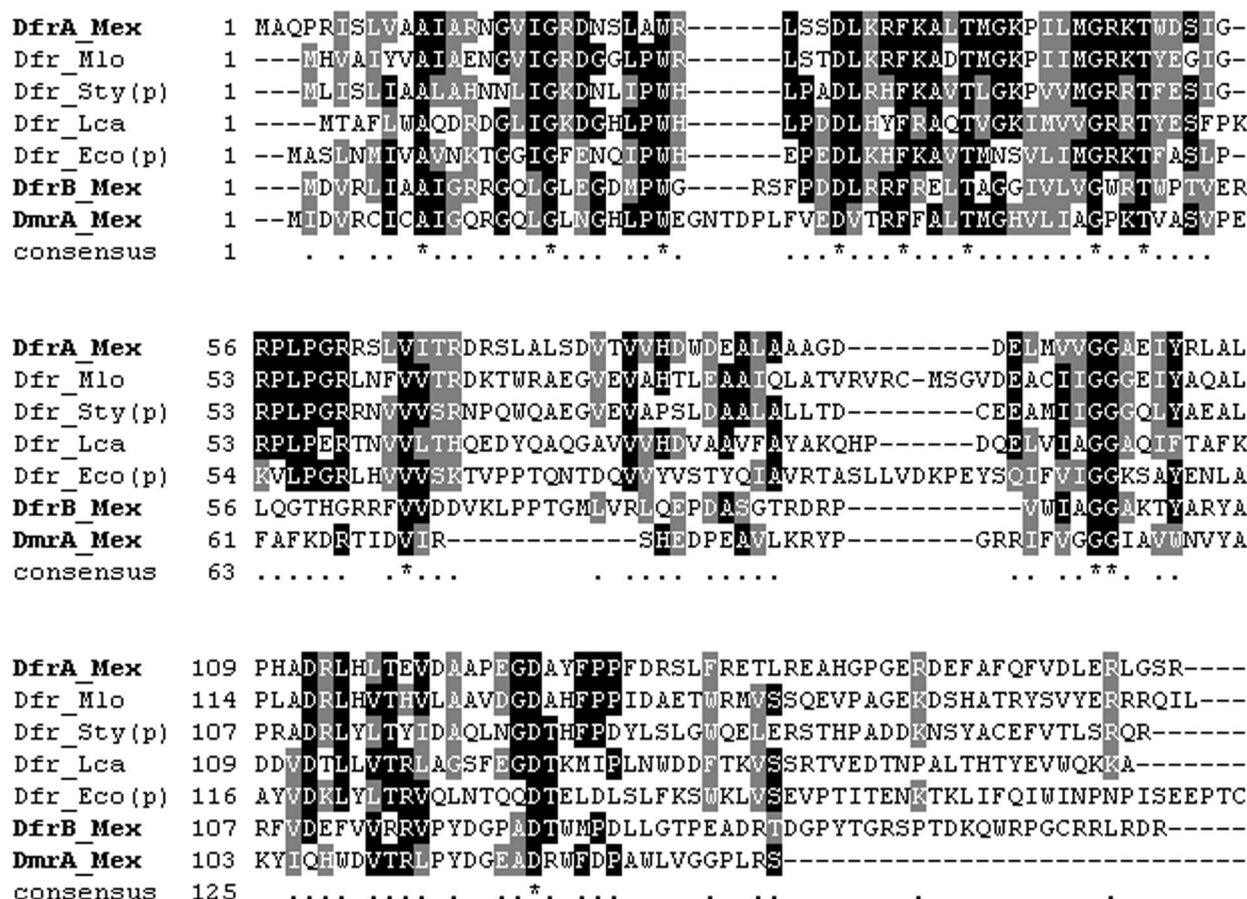 DfrA_Mex 1 MAQPRISLVAAIARNGVIGRDNSLAWR------LSSDLKRFKALTMGKPILMGRKTWDSIG-
Dfr_Mlo 1 ---MHVAIYVAIAENGVIGRDGGLPWR------LSTDLKRFKADTMGKPIIMGRKTYEGIG-
Dfr_Sty(p) 1 ---MLISLIAALAHNNLIGKDNLIPWH------LPADLRHFKAVTLGKPVVMGRRTFESIG-
Dfr_Lca 1 ----MTAFLWAQDRDGLIGKDGHLPWH------LPDDLHYFRAQTVGKIMVVGRRTYESFPK
Dfr_Eco(p) 1 --MASLNMIVAVNKTGGIGFENQIPWH------EPEDLKHFKAVTMNSVLIMGRKTFASLP-
DfrB_Mex 1 ---MDVRLIAAIGRRGQLGLEGDMPWG----RSFPDDLRRFRELTAGGIVLVGWRTWPTVER
DmrA_Mex 1 --MIDVRCICAIGQRGQLGLNGHLPWEGNTDPLFVEDVTRFFALTMGHVLIAGPKTVASVPE
consensus 1 . . .. *... ..*... .. ..*. ...*...*...*.......*..*....
DfrA_Mex 56 RPLPGRRSLVITRDRSLALSDVTVVHDWDEALAAAGD---------DELMVVGGAEIYRLAL
Dfr_Mlo 53 RPLPGRLNFVVTRDKTWRAEGVEVAHTLEAAIQLATVRVRC-MSGVDEACIIGGGEIYAQAL
Dfr_Sty(p) 53 RPLPGRRNVVVSRNPQWQAEGVEVAPSLDAALALLTD---------CEEAMIIGGGQLYAEAL
Dfr_Lca 53 RPLPERTNVVLTHQEDYQAQGAVVVHDVAAVFAYAKQHP-------DQELVIAGGAQIFTAFK
Dfr_Eco(p) 54 KVLPGRLHVVVSKTVPPTQNTDQVVYVSTYQIAVRTASLLVDKPEYSQIFVIGGKSAYENLA
DfrB_Mex 56 LQGTHGRRFVVDDVKLPPTGMLVRLQEPDASGTRDRP------------VWIAGGAKTYARYA
DmrA_Mex 61 FAFKDRTIDVIR------------SHEDPEAVLKRYP---------GRRIFVGGGIAVWNVYA
consensus 63 ...... .*... . .. ..... .. ..**. ..
DfrA_Mex 109 PHADRLHLTEVDAAPEGDAYFPPFDRSLFRETLREAHGPGERDEFAFQFVDLERLGSR----
Dfr_Mlo 114 PLADRLHVTHVLAAVDGDAHFPPIDAETWRMVSSQEVPAGEKDSHATRYSVYERRRQIL---
Dfr_Sty(p) 107 PRADRLYLTYIDAQLNGDTHFPDYLSLGWQELERSTHPADDKNSYACEFVTLSRQR------
Dfr_Lca 109 DDVDTLLVTRLAGSFEGDTKMIPLNWDDFTKVSSRTVEDTNPALTHTYEVWQKKA-------
Dfr_Eco(p) 116 AYVDKLYLTRVQLNTQQDTELDLSLFKSWKLVSEVPTITENKTKLIFQIWINPNPISEEPTC
DfrB_Mex 107 RFVDEFVVRRVPYDGPADTWMPDLLGTPEADRTDGPYTGRSPTDKQWRPGCRRLRDR-----
DmrA_Mex 103 KYIQHWDVTRLPYDGEADRWFDPAWLVGGPLRS-----------------------------
consensus 125 .... .... . ..*. ... . .. . .